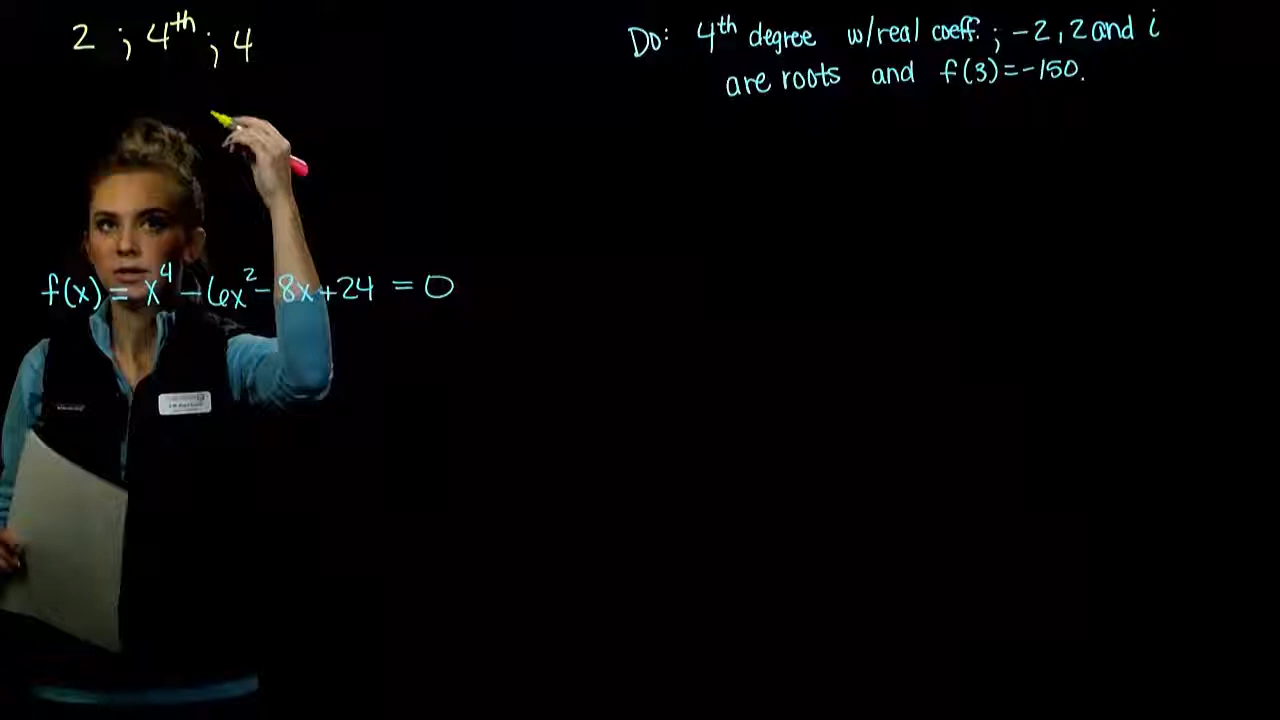 2 ; 4th ; 4
Do: 4th degree w/real coeff. ; -2, 2 and i
are roots and f(3)=-150.
f(x) = x⁴ - 6x² - 8x + 24 = 0